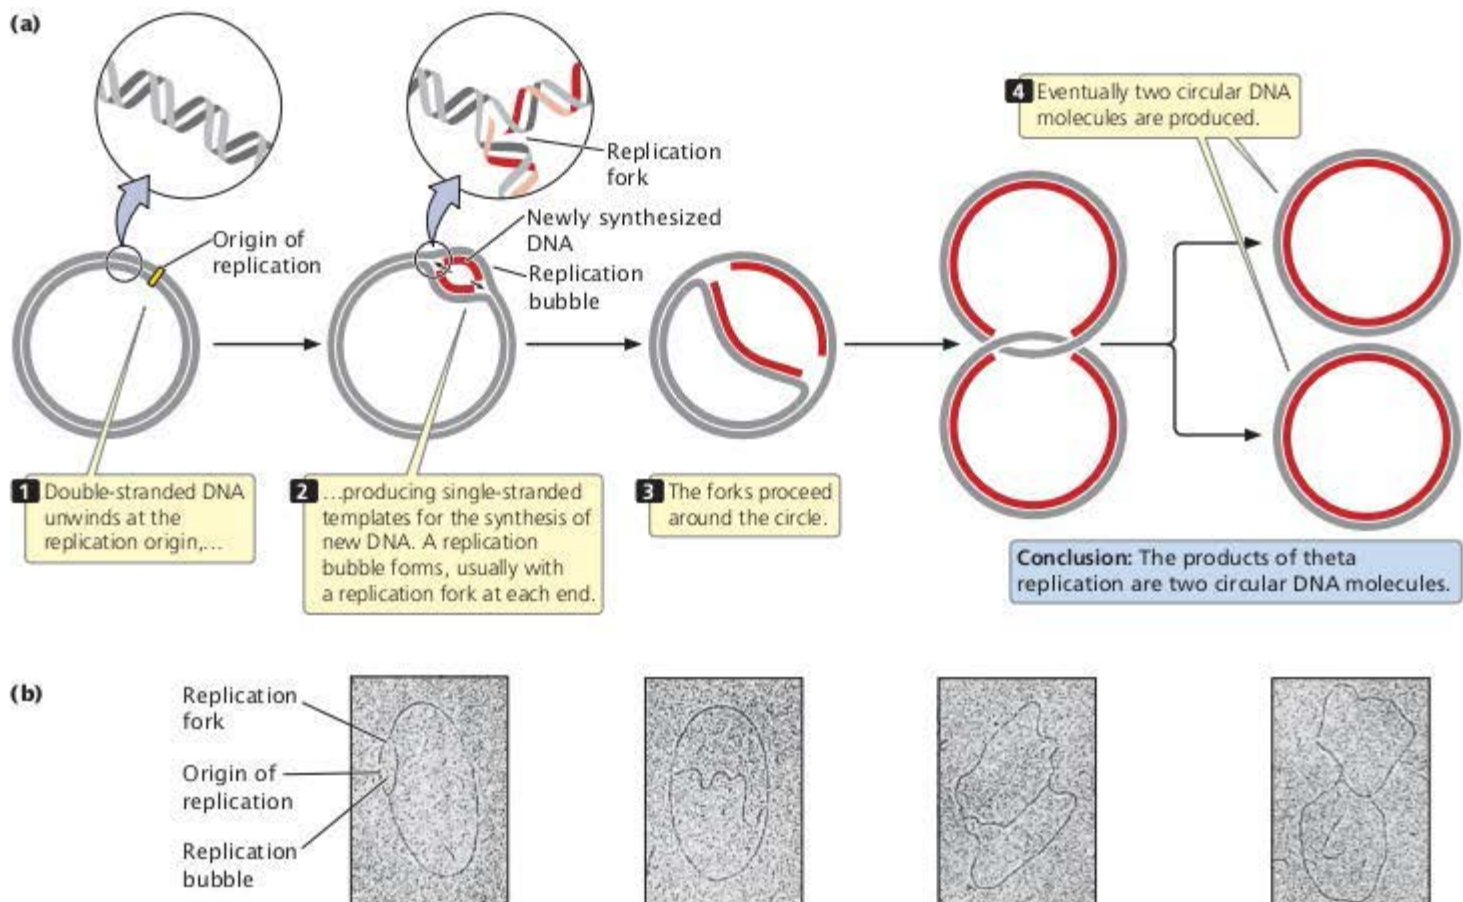 (a)
Replication
fork
4 Eventually two circular DNA
molecules are produced.
Newly synthesized
DNA
Origin of
replication
Replication
bubble
1 Double-stranded DNA
unwinds at the
replication origin,...
2 ...producing single-stranded
templates for the synthesis of
new DNA. A replication
bubble forms, usually with
a replication fork at each end.
3 The forks proceed
around the circle.
Conclusion: The products of theta
replication are two circular DNA molecules.
(b)
Replication
fork
Origin of
replication
Replication
bubble